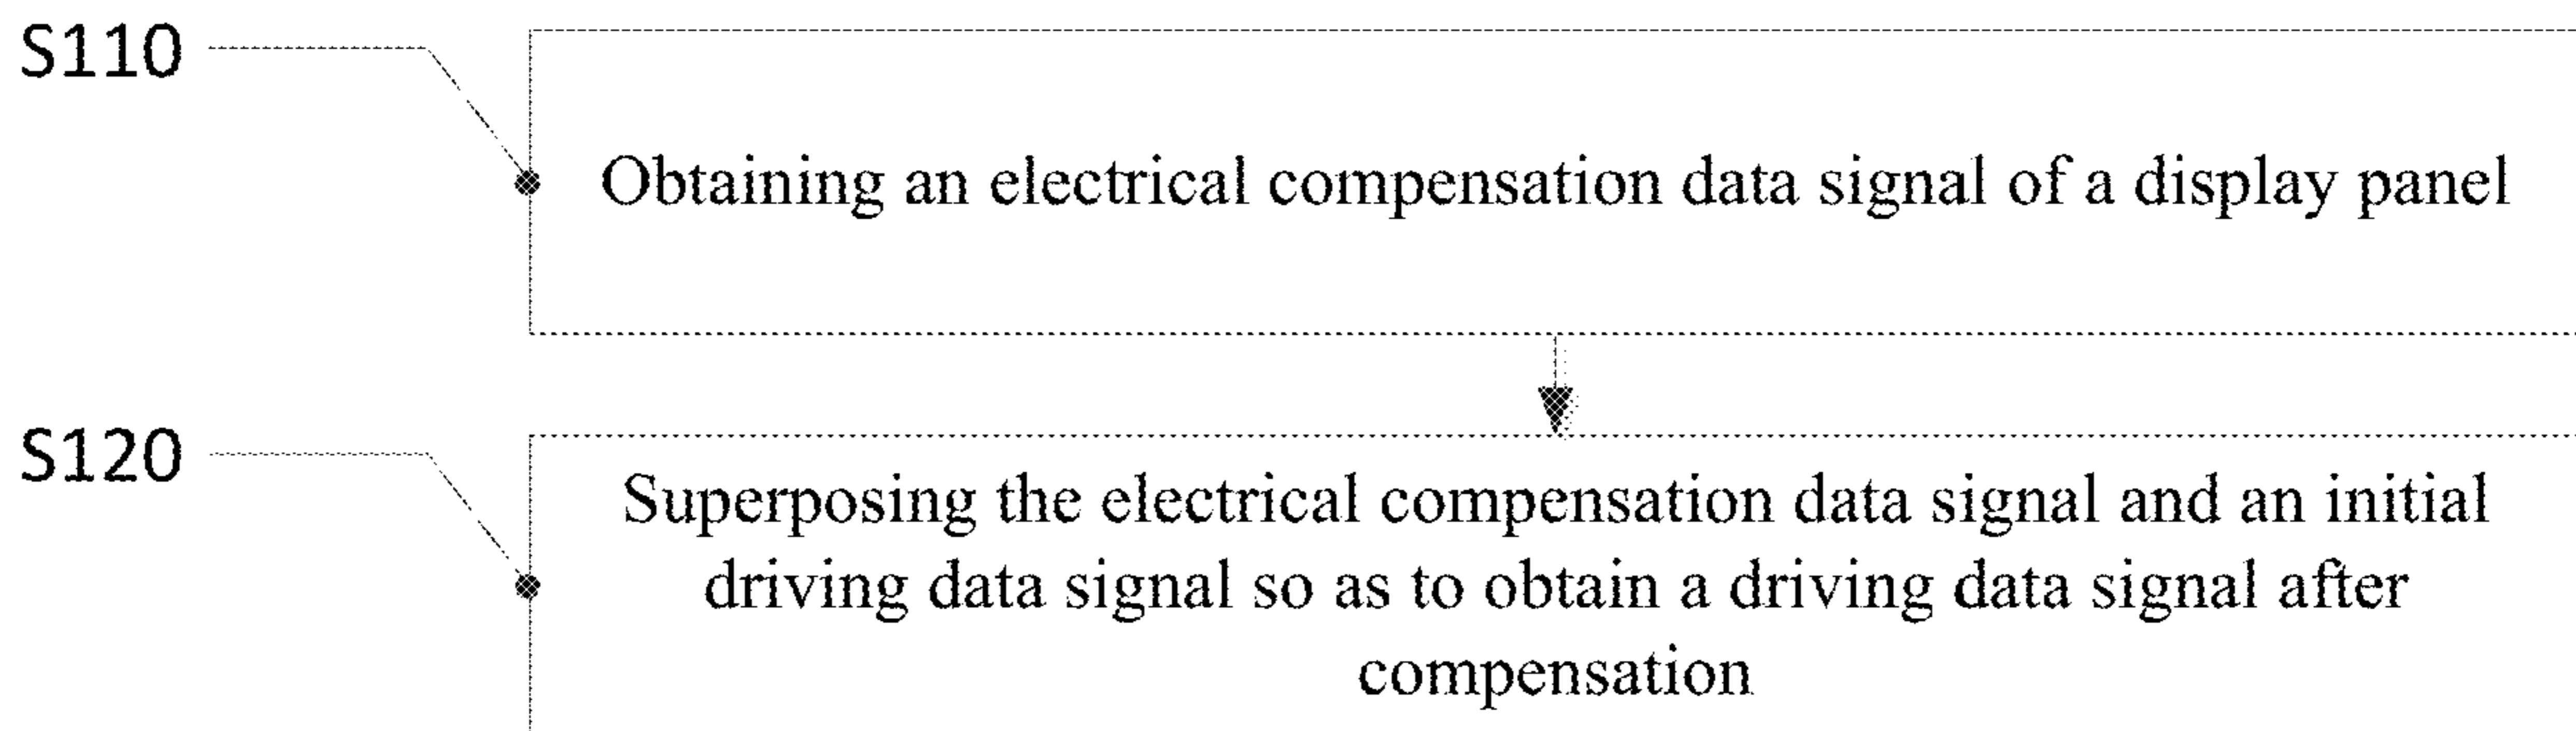 S110
Obtaining an electrical compensation data signal of a display panel
S120
Superposing the electrical compensation data signal and an initial
driving data signal so as to obtain a driving data signal after
compensation